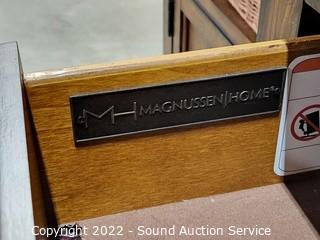 MH MAGNUSSEN HOME
Copyright 2022 - Sound Auction Service